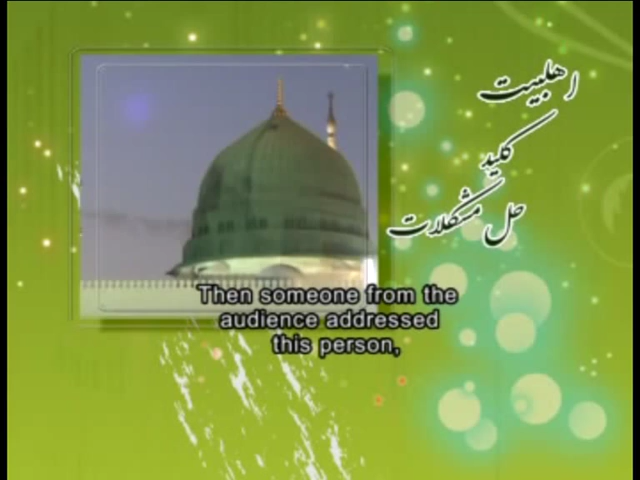 اهلبیت
کلید
حل مشکلات
Then someone from the
audience addressed
this person,